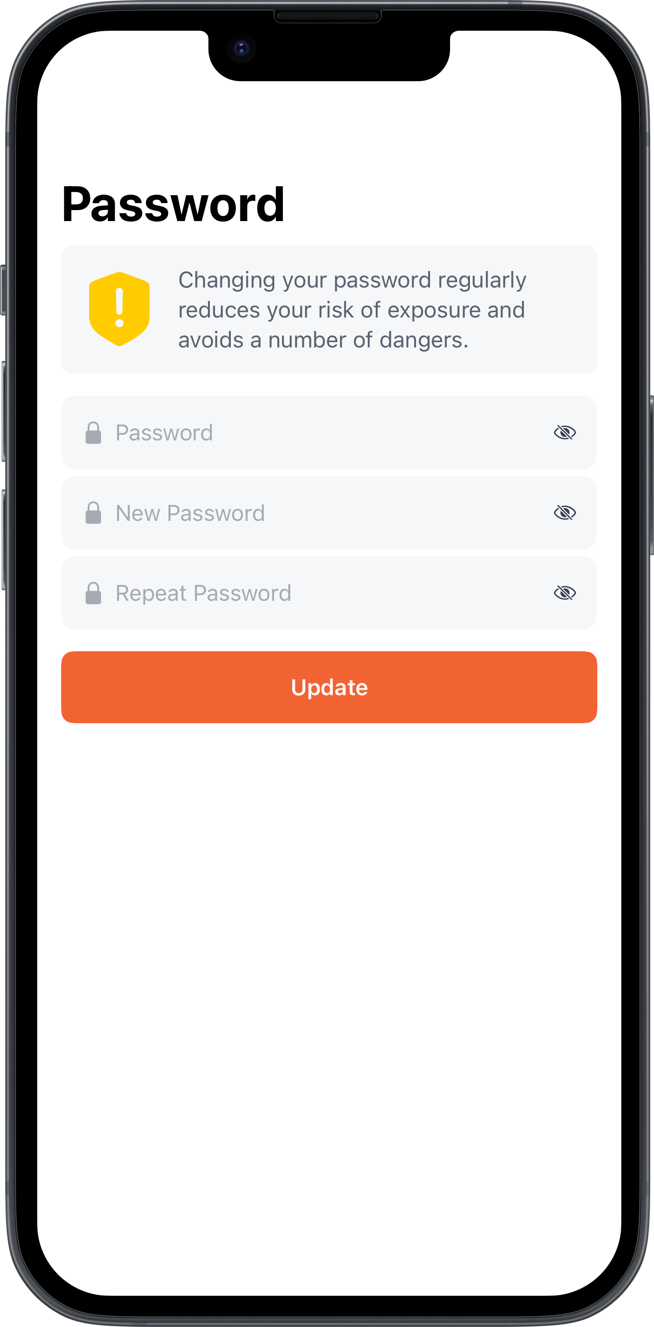 Password
Changing your password regularly
reduces your risk of exposure and
avoids a number of dangers.
Password
New Password
Repeat Password
Update